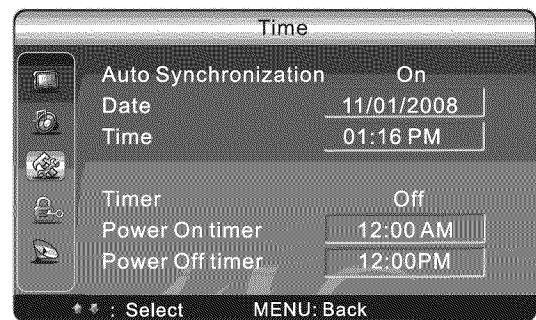 Time
Auto Synchronization On
Date 11/01/2008
Time 01:16 PM
Timer Off
Power On timer 12:00 AM
Power Off timer 12:00PM
: Select MENU: Back